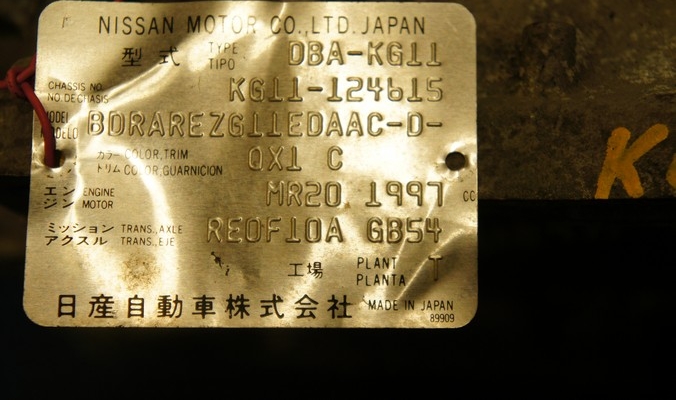 NISSAN MOTOR CO.,LTD.JAPAN
型式 TYPE TIPO DBA-KG11
CHASSIS NO. NO.DE CHASIS KG11-124615
MODEL MODELO BDRAREZG11EDAAC-D-
カラー トリム COLOR,TRIM COLOR,GUARNICION QX1 C
エンジン ENGINE MOTOR MR20 1997 CC
ミッション アクスル TRANS.,AXLE TRANS.,EJE RE0F10A GB54
工場 PLANT PLANTA T
日産自動車株式会社 MADE IN JAPAN
89909
K